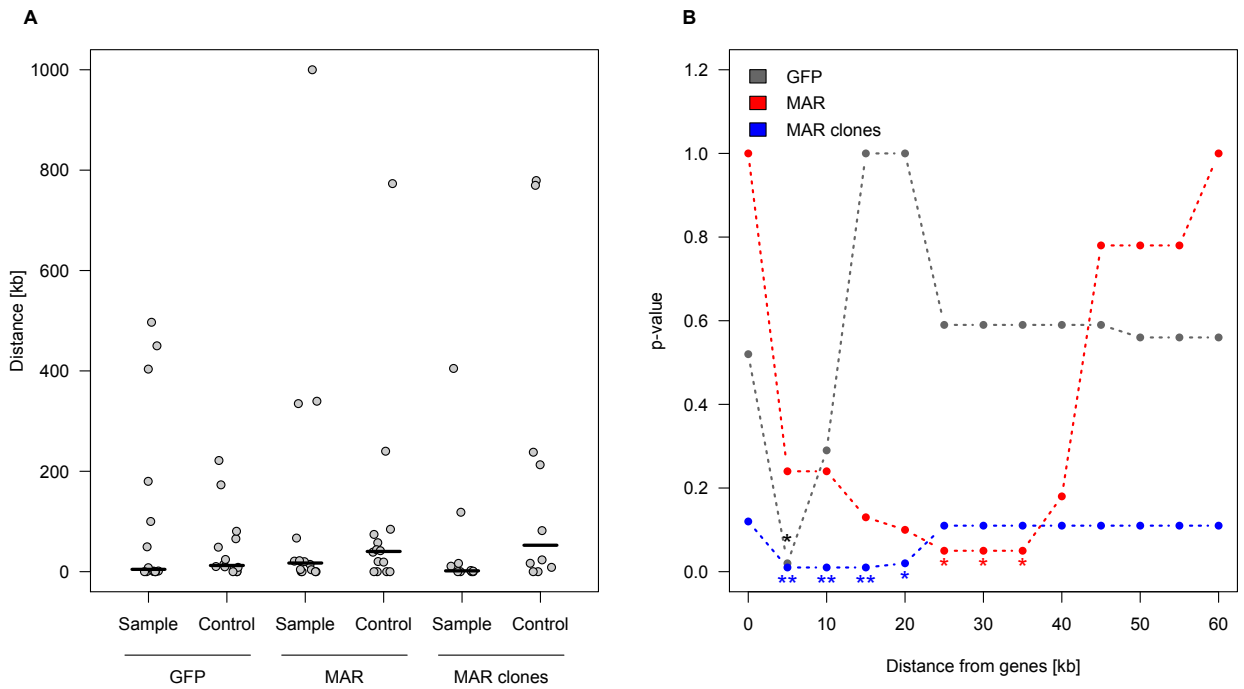 A
Distance [kb]
1000
800
600
400
200
0
Sample Control Sample Control Sample Control
GFP MAR MAR clones
B
p-value
1.2
1.0
0.8
0.6
0.4
0.2
0.0
GFP
MAR
MAR clones
*
** ** ** * * * *
0 10 20 30 40 50 60
Distance from genes [kb]